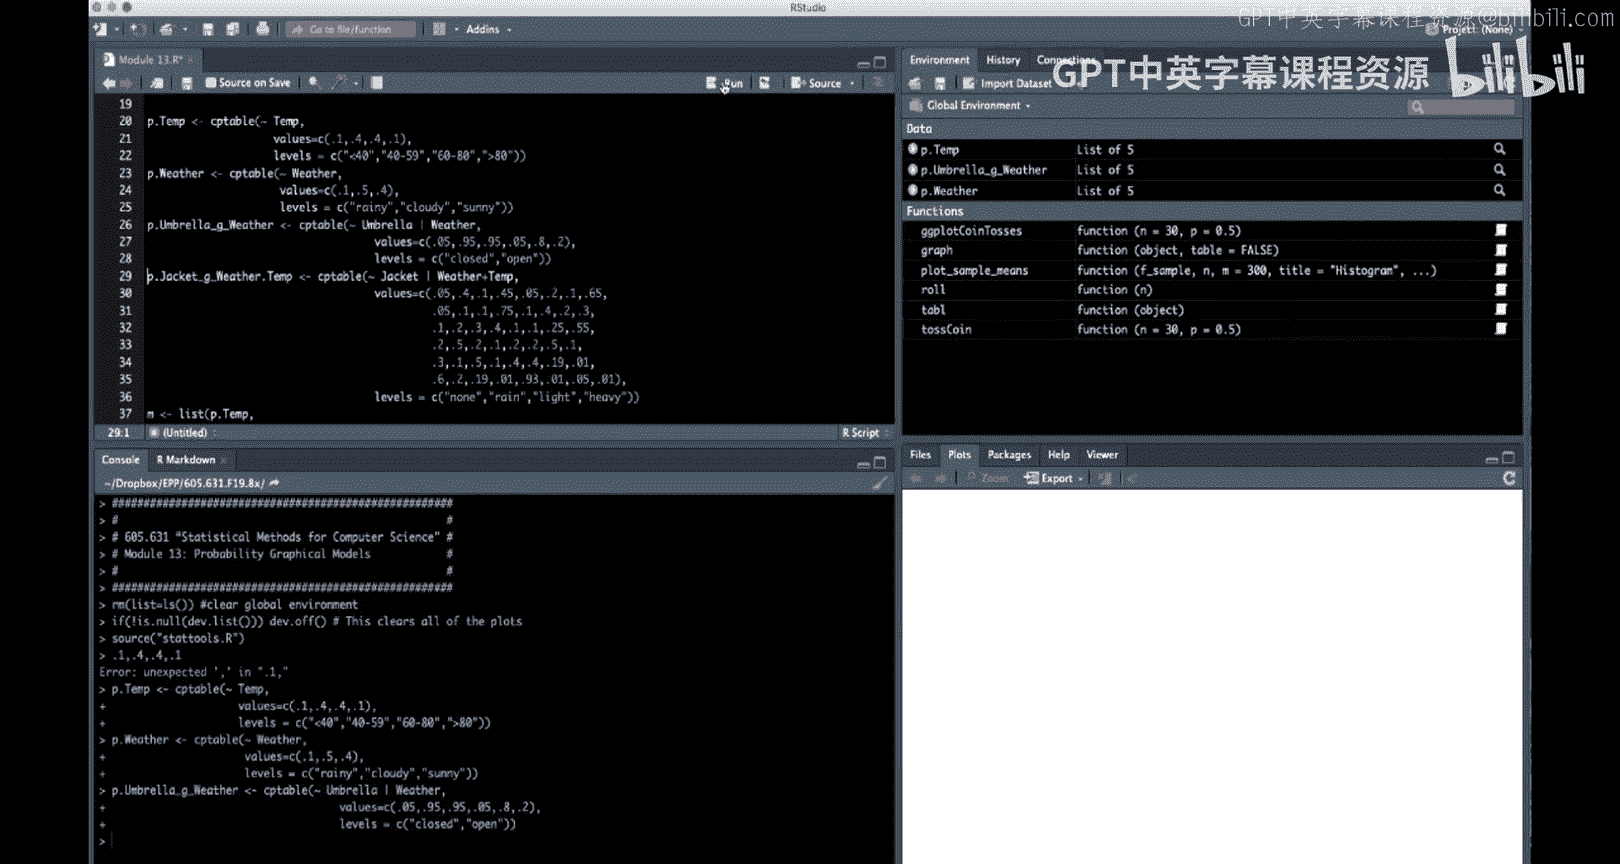 RStudio
GPT中英字幕课程资源@bilibili.com
Go to file/function
Addins
Project: (None)
Module 13.R*
Source on Save
Run
Source
19
20 p.Temp <- cptable(~ Temp,
21 values=c(.1,.4,.4,.1),
22 levels = c("<40","40-59","60-80",">80"))
23 p.Weather <- cptable(~ Weather,
24 values=c(.1,.5,.4),
25 levels = c("rainy","cloudy","sunny"))
26 p.Umbrella_g_Weather <- cptable(~ Umbrella | Weather,
27 values=c(.05,.95,.95,.05,.8,.2),
28 levels = c("closed","open"))
29 p.Jacket_g_Weather.Temp <- cptable(~ Jacket | Weather+Temp,
30 values=c(.05,.4,.1,.45,.05,.2,.1,.65,
31 .05,.1,.1,.75,.1,.4,.2,.3,
32 .1,.2,.3,.4,.1,.1,.25,.55,
33 .2,.5,.2,.1,.2,.2,.5,.1,
34 .3,.1,.5,.1,.4,.4,.19,.01,
35 .6,.2,.19,.01,.93,.01,.05,.01),
36 levels = c("none","rain","light","heavy"))
37 m <- list(p.Temp,
29:1 (Untitled) R Script
Console R Markdown
~/Dropbox/EPP/605.631.F19.8x/
> ####################################################
> # #
> # 605.631 "Statistical Methods for Computer Science" #
> # Module 13: Probability Graphical Models #
> # #
> ####################################################
> rm(list=ls()) #clear global environment
> if(!is.null(dev.list())) dev.off() # This clears all of the plots
> source("stattools.R")
> .1,.4,.4,.1
Error: unexpected ',' in ".1,"
> p.Temp <- cptable(~ Temp,
+ values=c(.1,.4,.4,.1),
+ levels = c("<40","40-59","60-80",">80"))
> p.Weather <- cptable(~ Weather,
+ values=c(.1,.5,.4),
+ levels = c("rainy","cloudy","sunny"))
> p.Umbrella_g_Weather <- cptable(~ Umbrella | Weather,
+ values=c(.05,.95,.95,.05,.8,.2),
+ levels = c("closed","open"))
>
Environment History Connections
GPT中英字幕课程资源 bilibili
Import Dataset
Global Environment
Data
p.Temp List of 5
p.Umbrella_g_Weather List of 5
p.Weather List of 5
Functions
ggplotCoinTosses function (n = 30, p = 0.5)
graph function (object, table = FALSE)
plot_sample_means function (f_sample, n, m = 300, title = "Histogram", ...)
roll function (n)
tabl function (object)
tossCoin function (n = 30, p = 0.5)
Files Plots Packages Help Viewer
Zoom Export